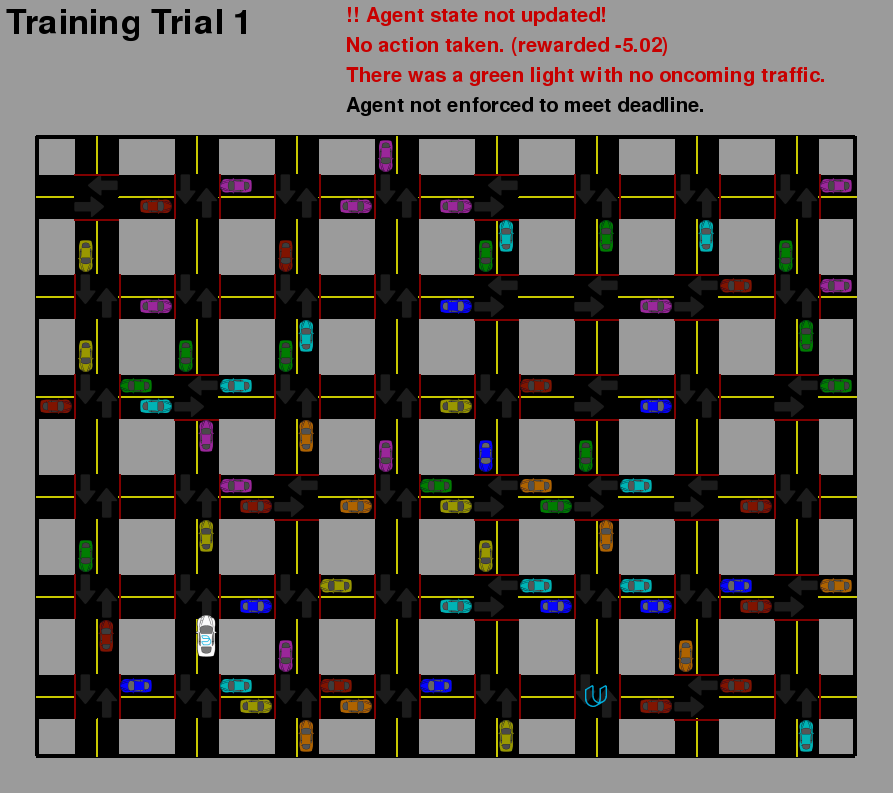 Training Trial 1
!! Agent state not updated!
No action taken. (rewarded -5.02)
There was a green light with no oncoming traffic.
Agent not enforced to meet deadline.